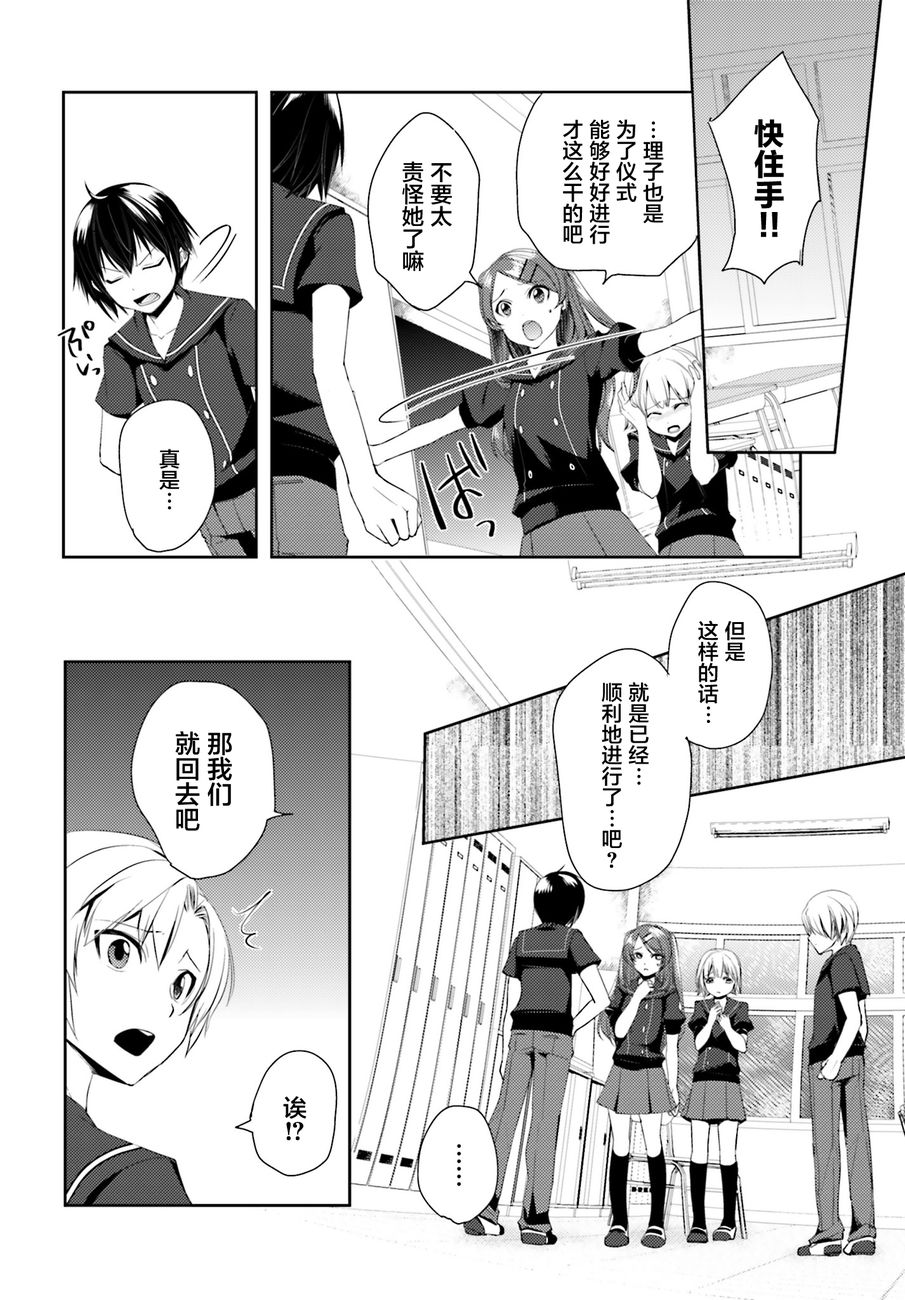 快住手!!
…理子也是
为了仪式
能够好好进行
才这么干的吧
不要太
责怪她了嘛
ばっ
ぷいっ
真是…
但是
这样的话…
就是已经…
顺利地进行了…吧?
……
那我们
就回去吧
诶!?